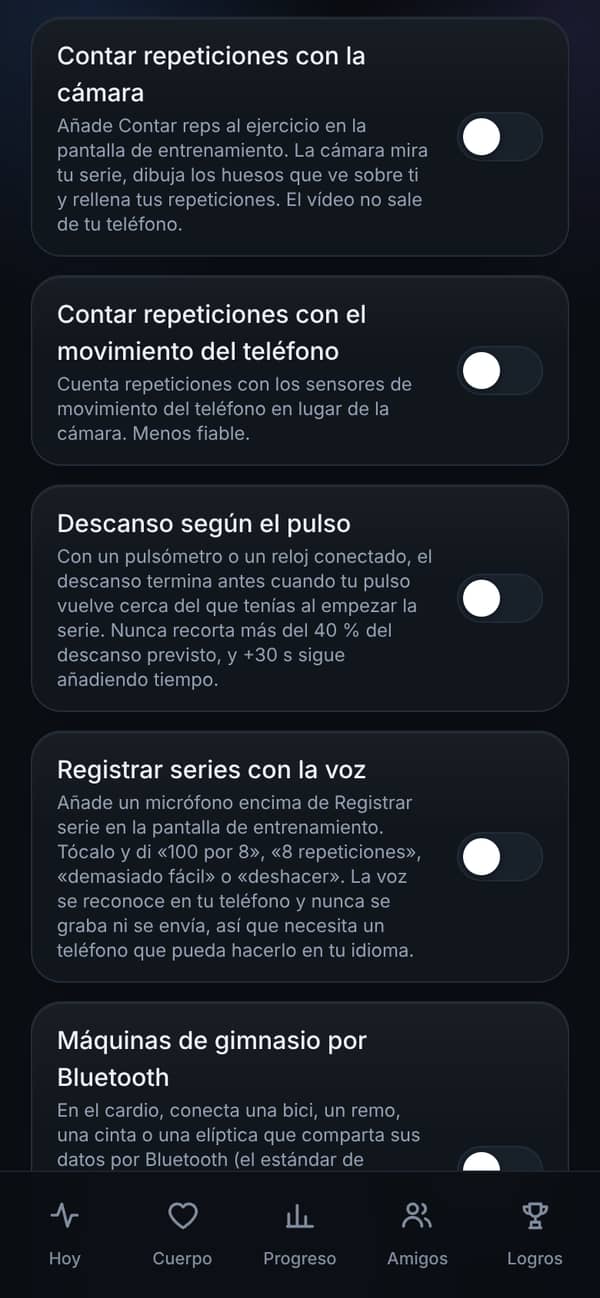 Contar repeticiones con la
cámara
Añade Contar reps al ejercicio en la
pantalla de entrenamiento. La cámara mira
tu serie, dibuja los huesos que ve sobre ti
y rellena tus repeticiones. El vídeo no sale
de tu teléfono.
Contar repeticiones con el
movimiento del teléfono
Cuenta repeticiones con los sensores de
movimiento del teléfono en lugar de la
cámara. Menos fiable.
Descanso según el pulso
Con un pulsómetro o un reloj conectado, el
descanso termina antes cuando tu pulso
vuelve cerca del que tenías al empezar la
serie. Nunca recorta más del 40 % del
descanso previsto, y +30 s sigue
añadiendo tiempo.
Registrar series con la voz
Añade un micrófono encima de Registrar
serie en la pantalla de entrenamiento.
Tócalo y di «100 por 8», «8 repeticiones»,
«demasiado fácil» o «deshacer». La voz
se reconoce en tu teléfono y nunca se
graba ni se envía, así que necesita un
teléfono que pueda hacerlo en tu idioma.
Máquinas de gimnasio por
Bluetooth
En el cardio, conecta una bici, un remo,
una cinta o una elíptica que comparta sus
datos por Bluetooth (el estándar de
Hoy
Cuerpo
Progreso
Amigos
Logros